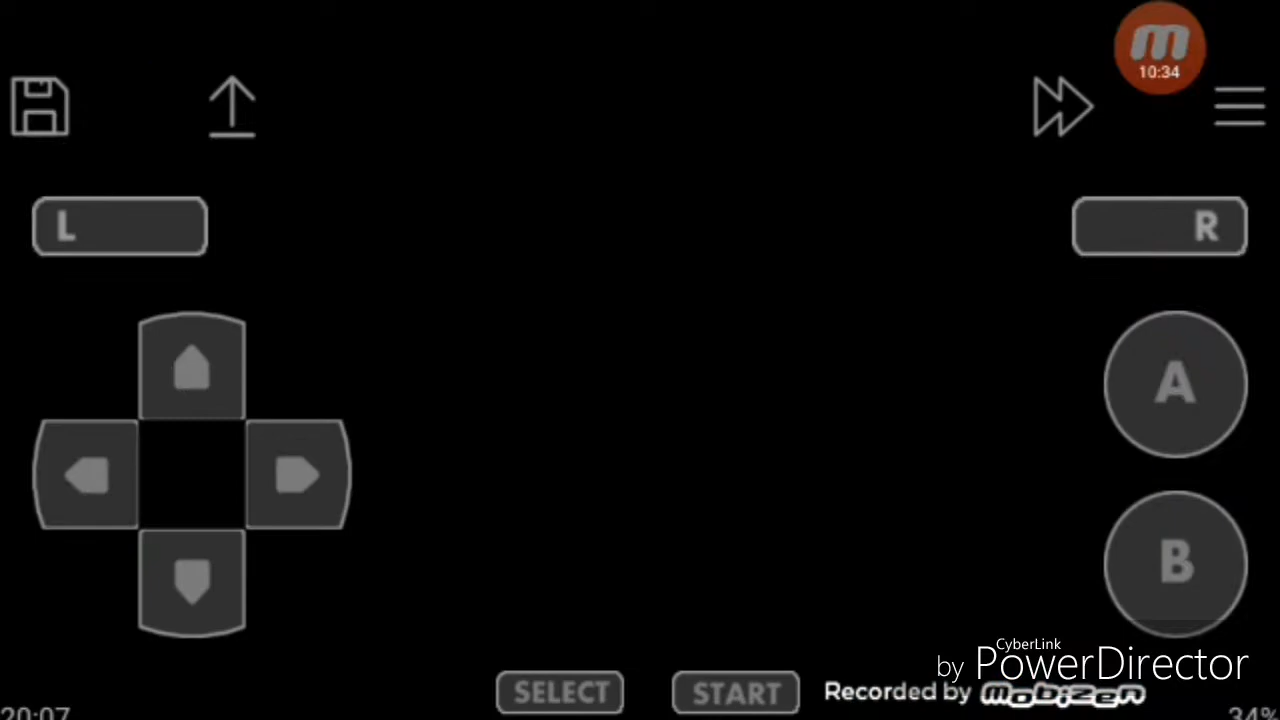 m
10:34
L
R
A
B
CyberLink
by PowerDirector
SELECT
START
Recorded by mobizen
20:07
34%